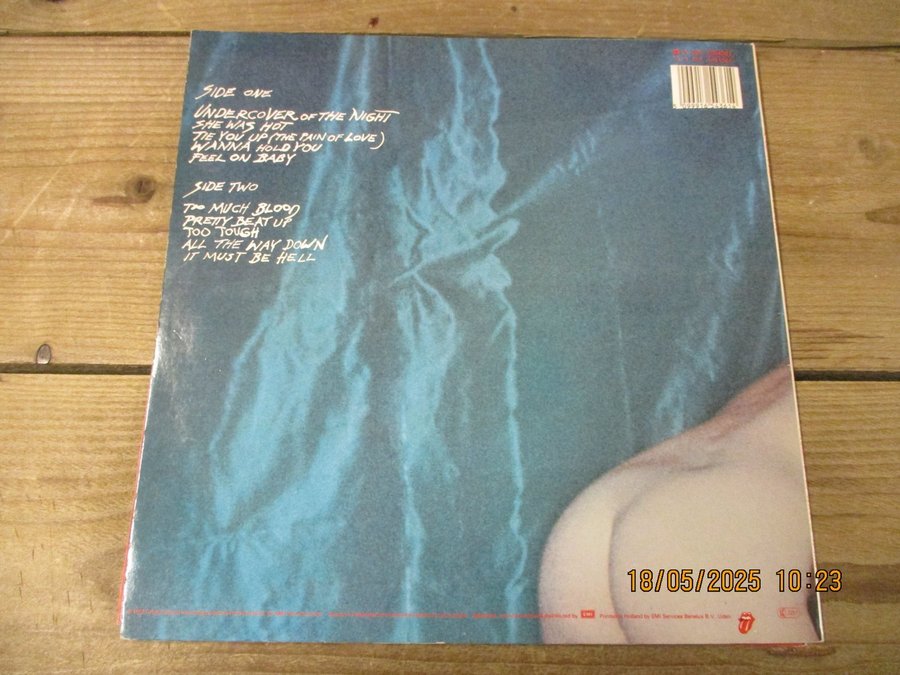 SIDE ONE
UNDERCOVER OF THE NIGHT
SHE WAS HOT
TIE YOU UP (THE PAIN OF LOVE)
WANNA HOLD YOU
FEEL ON BABY
SIDE TWO
TOO MUCH BLOOD
PRETTY BEAT UP
TOO TOUGH
ALL THE WAY DOWN
IT MUST BE HELL
18/05/2025 10:23
EMI Printed in Holland by EMI Services Benelux B.V., Uden